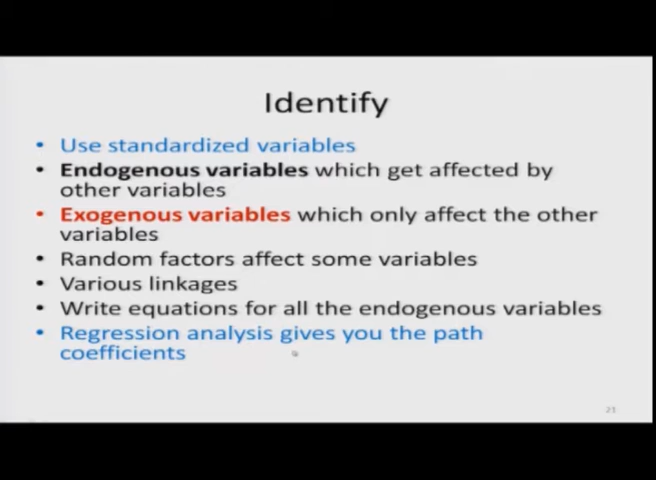 Identify
• Use standardized variables
• Endogenous variables which get affected by
other variables
• Exogenous variables which only affect the other
variables
• Random factors affect some variables
• Various linkages
• Write equations for all the endogenous variables
• Regression analysis gives you the path
coefficients
21